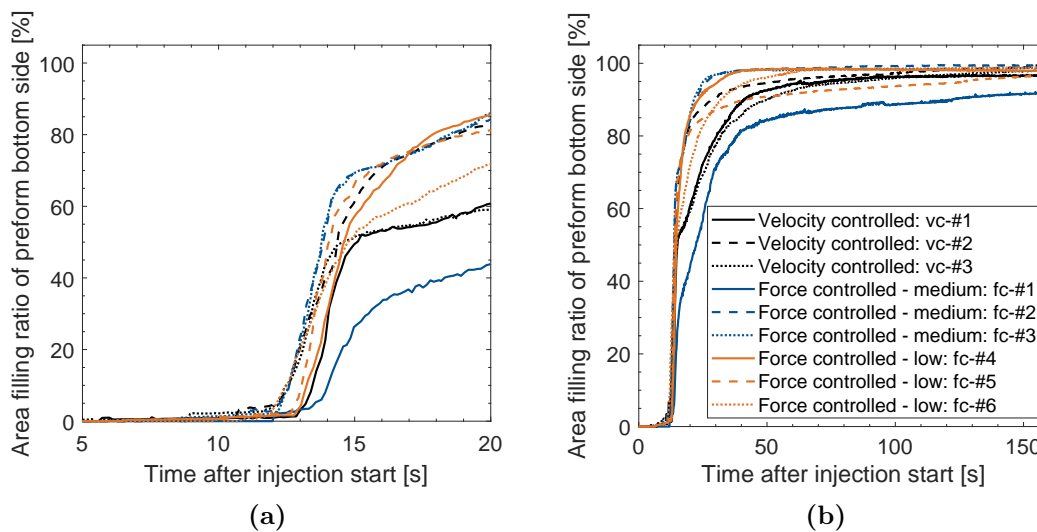 Area filling ratio of preform bottom side [%]
100
80
60
40
20
0
5
10
15
20
Time after injection start [s]
(a)
Area filling ratio of preform bottom side [%]
100
80
60
40
20
0
0
50
100
150
Velocity controlled: vc-#1
Velocity controlled: vc-#2
Velocity controlled: vc-#3
Force controlled - medium: fc-#1
Force controlled - medium: fc-#2
Force controlled - medium: fc-#3
Force controlled - low: fc-#4
Force controlled - low: fc-#5
Force controlled - low: fc-#6
Time after injection start [s]
(b)